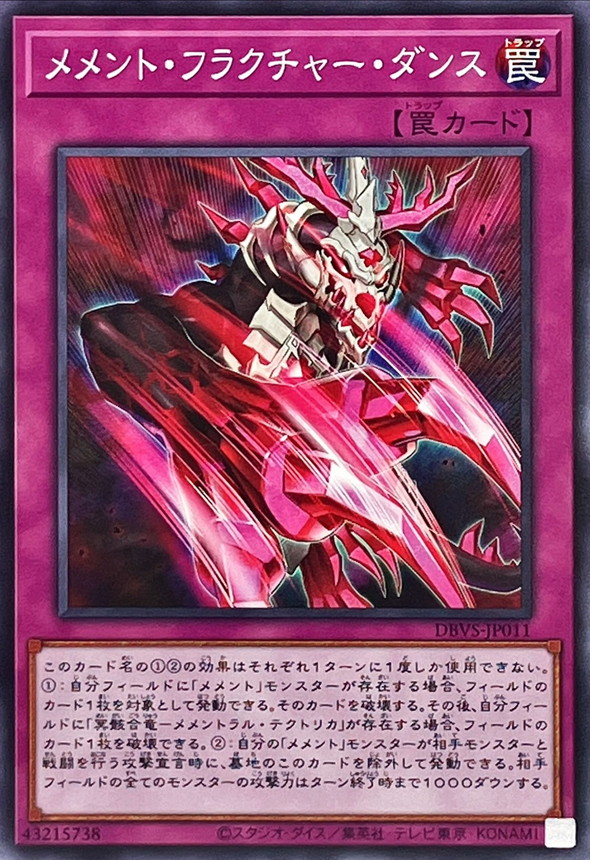 メメント・フラクチャー・ダンス 罠
【罠カード】
DBVS-JP011
このカード名の①②の効果はそれぞれ1ターンに1度しか使用できない。
①:自分フィールドに「メメント」モンスターが存在する場合、フィールドの
カード1枚を対象として発動できる。そのカードを破壊する。その後、自分フィー
ルドに「冥骸合竜－メメントラル・テクトリカ」が存在する場合、フィールドの
カード1枚を破壊できる。②:自分の「メメント」モンスターが相手モンスターと
戦闘を行う攻撃宣言時に、墓地のこのカードを除外して発動できる。相手
フィールドの全てのモンスターの攻撃力はターン終了時まで1000ダウンする。
43215738 ©スタジオ・ダイス／集英社・テレビ東京・KONAMI